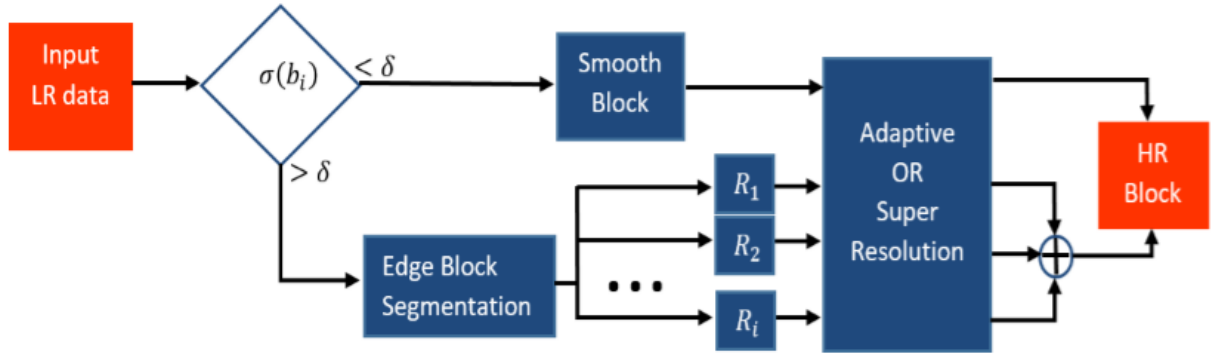 Input
LR data
σ(b_i)
< δ
> δ
Smooth
Block
Edge Block
Segmentation
R_1
R_2
...
R_i
Adaptive
OR
Super
Resolution
HR
Block